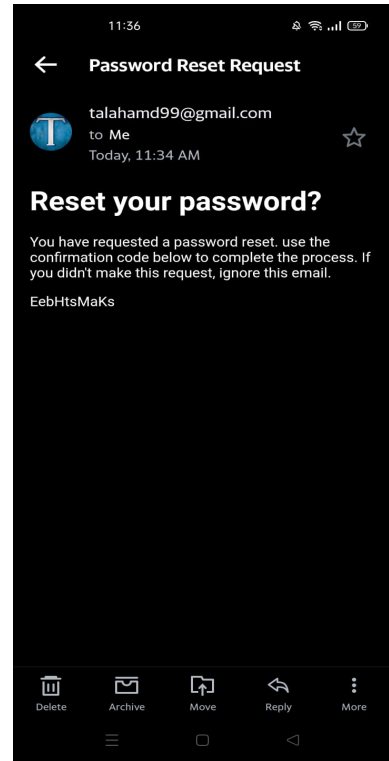 11:36
59
Password Reset Request
T
talahamd99@gmail.com
to Me
Today, 11:34 AM
Reset your password?
You have requested a password reset. use the
confirmation code below to complete the process. If
you didn't make this request, ignore this email.
EebHtsMaKs
Delete Archive Move Reply More